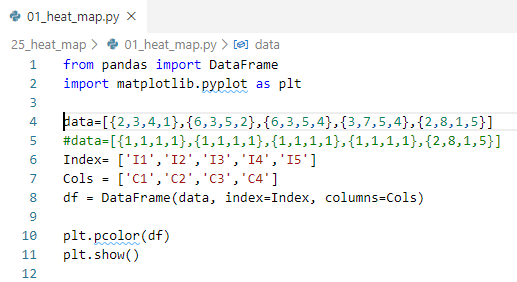 01_heat_map.py ×
25_heat_map > 01_heat_map.py > data
1 from pandas import DataFrame
2 import matplotlib.pyplot as plt
3
4 data=[{2,3,4,1},{6,3,5,2},{6,3,5,4},{3,7,5,4},{2,8,1,5}]
5 #data=[{1,1,1,1},{1,1,1,1},{1,1,1,1},{1,1,1,1},{2,8,1,5}]
6 Index= ['I1','I2','I3','I4','I5']
7 Cols = ['C1','C2','C3','C4']
8 df = DataFrame(data, index=Index, columns=Cols)
9
10 plt.pcolor(df)
11 plt.show()
12